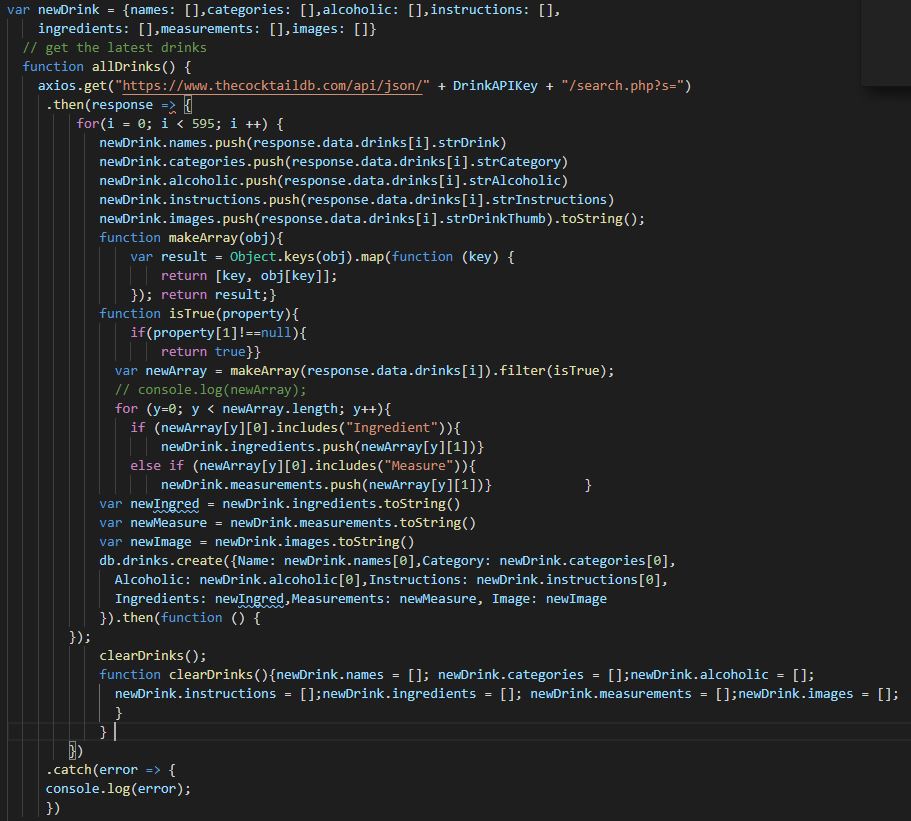 var newDrink = {names: [],categories: [],alcoholic: [],instructions: [],
ingredients: [],measurements: [],images: []}
// get the latest drinks
function allDrinks() {
axios.get("https://www.thecocktaildb.com/api/json/" + DrinkAPIKey + "/search.php?s=")
.then(response => {
for(i = 0; i < 595; i ++) {
newDrink.names.push(response.data.drinks[i].strDrink)
newDrink.categories.push(response.data.drinks[i].strCategory)
newDrink.alcoholic.push(response.data.drinks[i].strAlcoholic)
newDrink.instructions.push(response.data.drinks[i].strInstructions)
newDrink.images.push(response.data.drinks[i].strDrinkThumb).toString();
function makeArray(obj){
var result = Object.keys(obj).map(function (key) {
return [key, obj[key]];
}); return result;}
function isTrue(property){
if(property[1]!==null){
return true}}
var newArray = makeArray(response.data.drinks[i]).filter(isTrue);
// console.log(newArray);
for (y=0; y < newArray.length; y++){
if (newArray[y][0].includes("Ingredient")){
newDrink.ingredients.push(newArray[y][1])}
else if (newArray[y][0].includes("Measure")){
newDrink.measurements.push(newArray[y][1])} }
var newIngred = newDrink.ingredients.toString()
var newMeasure = newDrink.measurements.toString()
var newImage = newDrink.images.toString()
db.drinks.create({Name: newDrink.names[0],Category: newDrink.categories[0],
Alcoholic: newDrink.alcoholic[0],Instructions: newDrink.instructions[0],
Ingredients: newIngred,Measurements: newMeasure, Image: newImage
}).then(function () {
});
clearDrinks();
function clearDrinks(){newDrink.names = []; newDrink.categories = [];newDrink.alcoholic = [];
newDrink.instructions = [];newDrink.ingredients = []; newDrink.measurements = [];newDrink.images = [];
}
}
})
.catch(error => {
console.log(error);
})